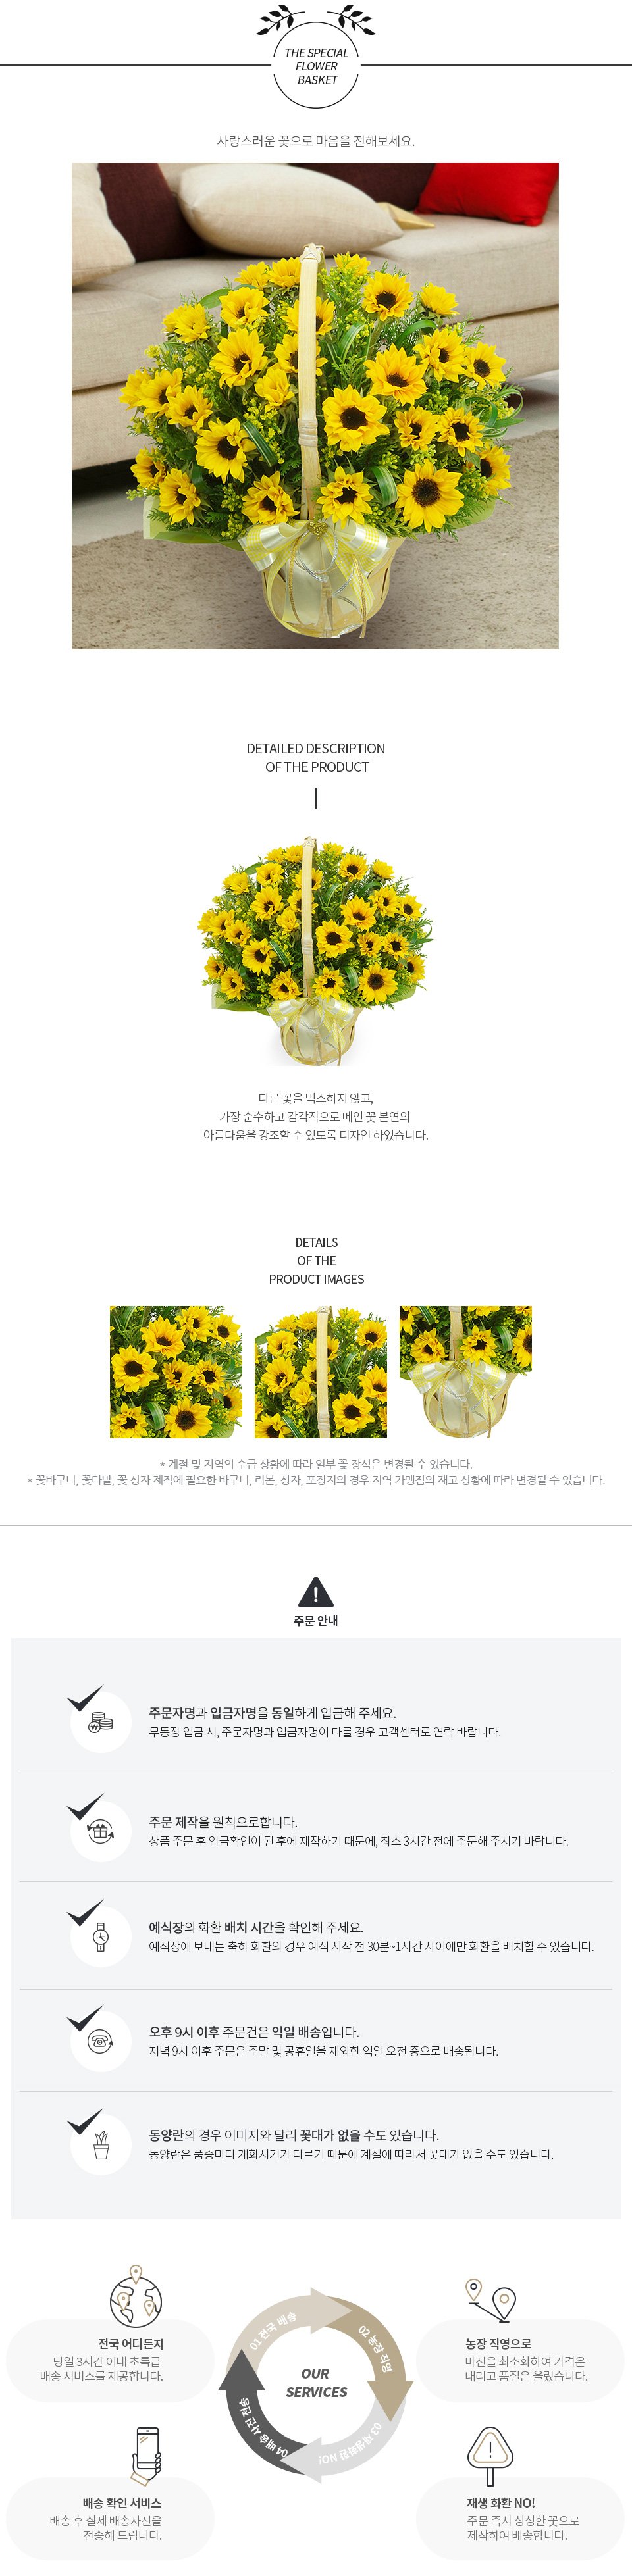 THE SPECIAL
FLOWER
BASKET
사랑스러운 꽃으로 마음을 전해보세요.
DETAILED DESCRIPTION
OF THE PRODUCT
다른 꽃을 믹스하지 않고,
가장 순수하고 감각적으로 메인 꽃 본연의
아름다움을 강조할 수 있도록 디자인 하였습니다.
DETAILS
OF THE
PRODUCT IMAGES
* 계절 및 지역의 수급 상황에 따라 일부 꽃 장식은 변경될 수 있습니다.
* 꽃바구니, 꽃다발, 꽃 상자 제작에 필요한 바구니, 리본, 상자, 포장지의 경우 지역 가맹점의 재고 상황에 따라 변경될 수 있습니다.
주문 안내
주문자명과 입금자명을 동일하게 입금해 주세요.
무통장 입금 시, 주문자명과 입금자명이 다를 경우 고객센터로 연락 바랍니다.
주문 제작을 원칙으로합니다.
상품 주문 후 입금확인이 된 후에 제작하기 때문에, 최소 3시간 전에 주문해 주시기 바랍니다.
예식장의 화환 배치 시간을 확인해 주세요.
예식장에 보내는 축하 화환의 경우 예식 시작 전 30분~1시간 사이에만 화환을 배치할 수 있습니다.
오후 9시 이후 주문건은 익일 배송입니다.
저녁 9시 이후 주문은 주말 및 공휴일을 제외한 익일 오전 중으로 배송됩니다.
동양란의 경우 이미지와 달리 꽃대가 없을 수도 있습니다.
동양란은 품종마다 개화시기가 다르기 때문에 계절에 따라서 꽃대가 없을 수도 있습니다.
전국 어디든지
당일 3시간 이내 초특급
배송 서비스를 제공합니다.
01 전국 배송
02 농장 직영
OUR
SERVICES
03 재생화환 NO!
04 배송 사진 전송
농장 직영으로
마진을 최소화하여 가격은
내리고 품질은 올렸습니다.
배송 확인 서비스
배송 후 실제 배송사진을
전송해 드립니다.
재생 화환 NO!
주문 즉시 싱싱한 꽃으로
제작하여 배송합니다.